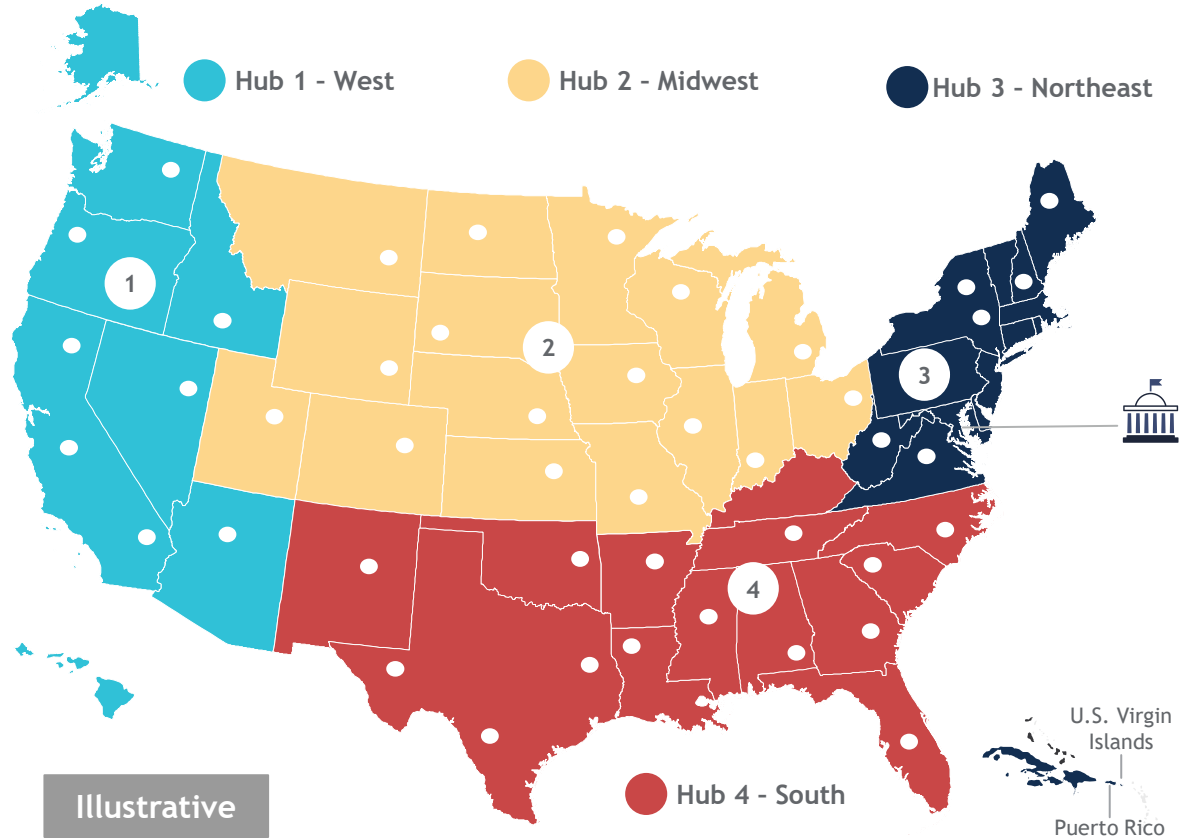 Hub 1 – West
Hub 2 – Midwest
Hub 3 – Northeast
1
2
3
4
U.S. Virgin
Islands
Illustrative
Hub 4 – South
Puerto Rico